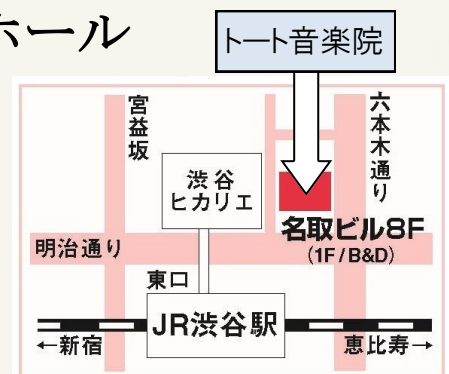 ホール
トート音楽院
宮益坂
六本木通り
渋谷
ヒカリエ
名取ビル8F
(1F/B&D)
明治通り
東口
JR渋谷駅
←新宿
恵比寿→